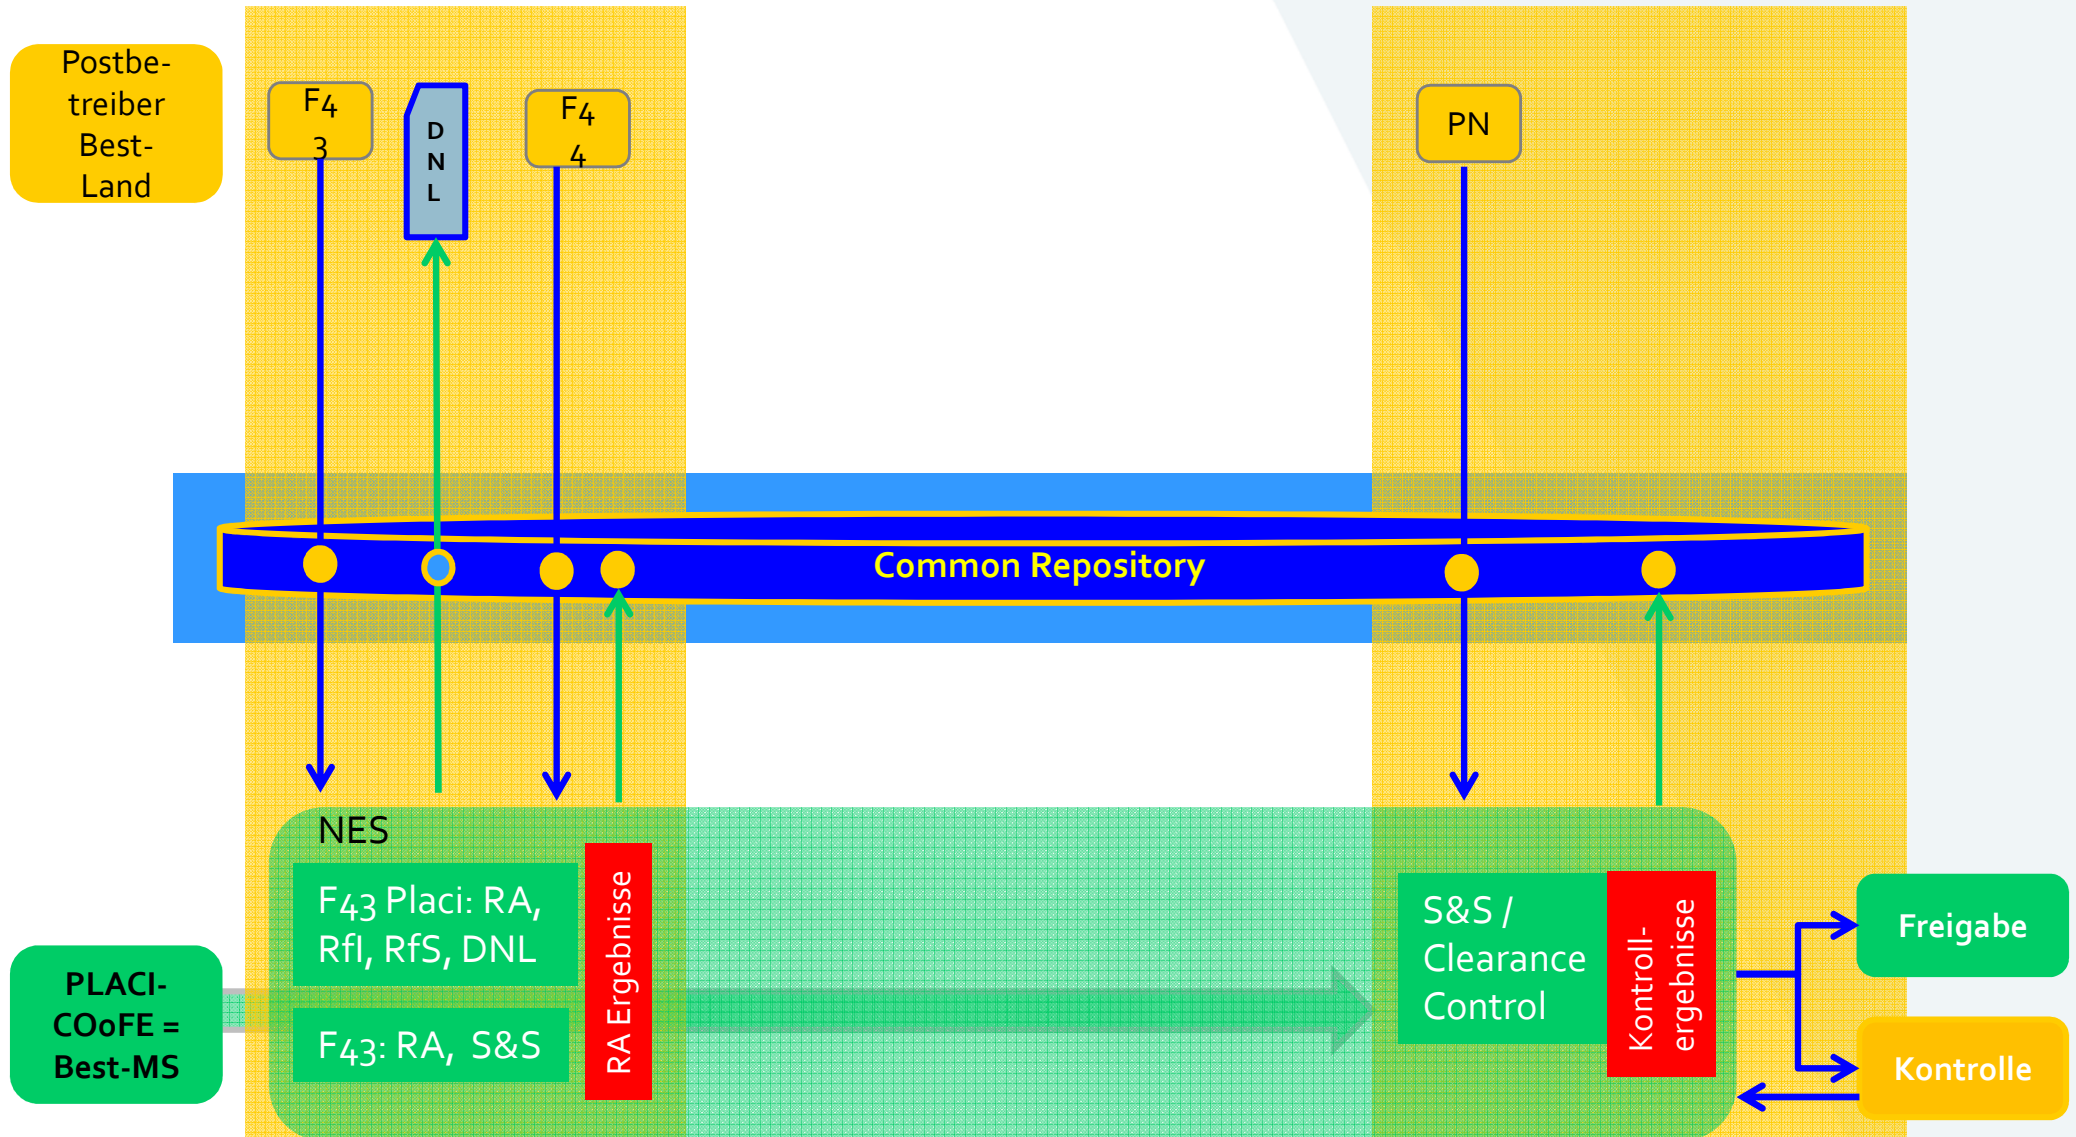 Postbe-
treiber
Best-
Land
F4
3
D
N
L
F4
4
PN
Common Repository
NES
F43 Placi: RA,
RfI, RfS, DNL
F43: RA, S&S
RA Ergebnisse
PLACI-
COoFE =
Best-MS
S&S /
Clearance
Control
Kontroll-
ergebnisse
Freigabe
Kontrolle